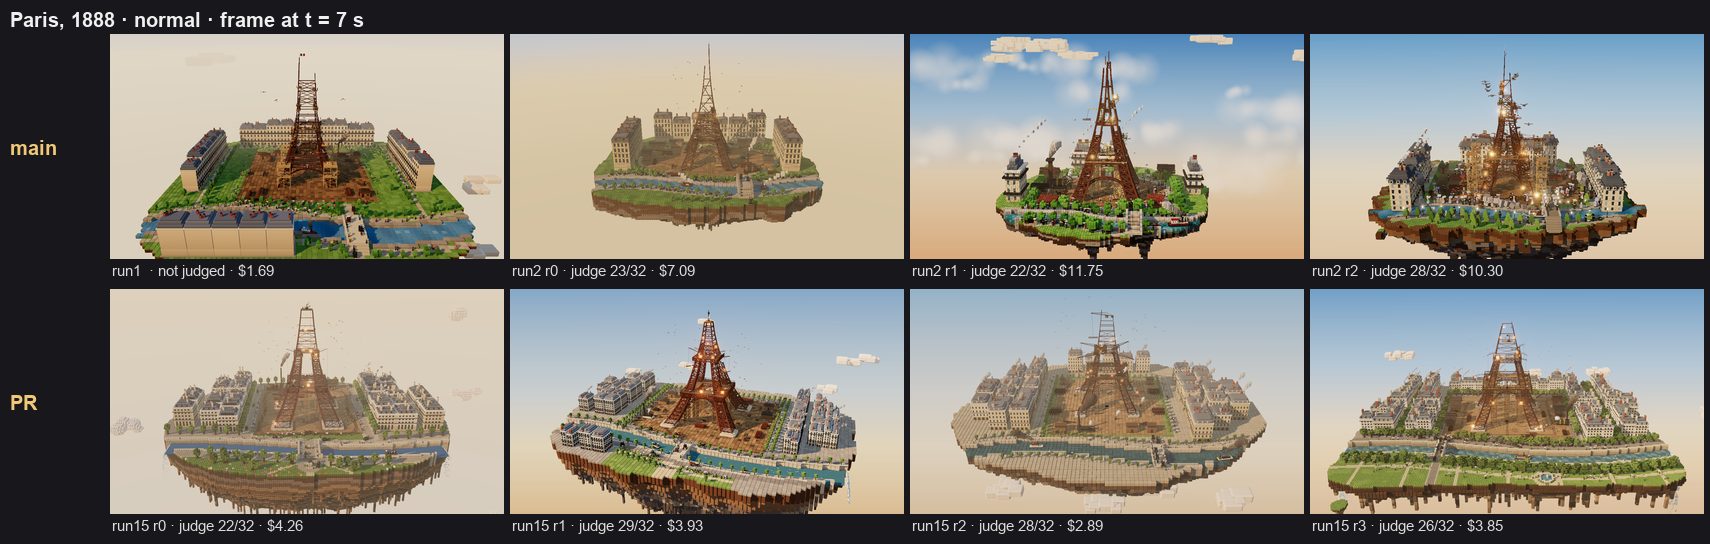 Paris, 1888 · normal · frame at t = 7 s
main
run1 · not judged · $1.69
run2 r0 · judge 23/32 · $7.09
run2 r1 · judge 22/32 · $11.75
run2 r2 · judge 28/32 · $10.30
PR
run15 r0 · judge 22/32 · $4.26
run15 r1 · judge 29/32 · $3.93
run15 r2 · judge 28/32 · $2.89
run15 r3 · judge 26/32 · $3.85